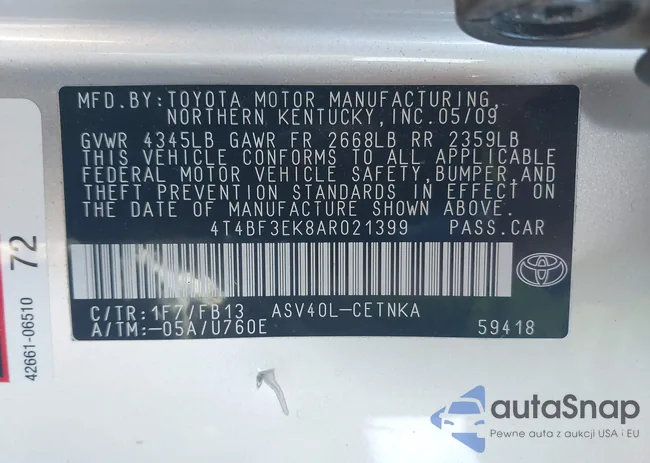 MFD.BY:TOYOTA MOTOR MANUFACTURING,
NORTHERN KENTUCKY,INC.05/09
GVWR 4345LB GAWR FR 2668LB RR 2359LB
THIS VEHICLE CONFORMS TO ALL APPLICABLE
FEDERAL MOTOR VEHICLE SAFETY,BUMPER,AND
THEFT PREVENTION STANDARDS IN EFFECT ON
THE DATE OF MANUFACTURE SHOWN ABOVE.
4T4BF3EK8AR021399 PASS.CAR
C/TR:1F7/FB13 ASV40L-CETNKA
A/TM:-05A/U760E 59418
72
42661-06510
autaSnap
Pewne auta z aukcji USA i EU